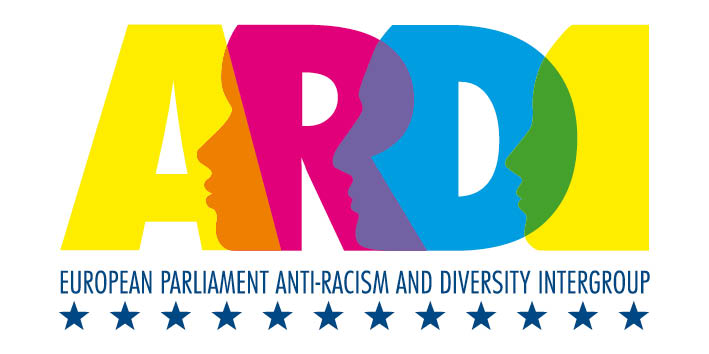 ARDI
EUROPEAN PARLIAMENT ANTI-RACISM AND DIVERSITY INTERGROUP